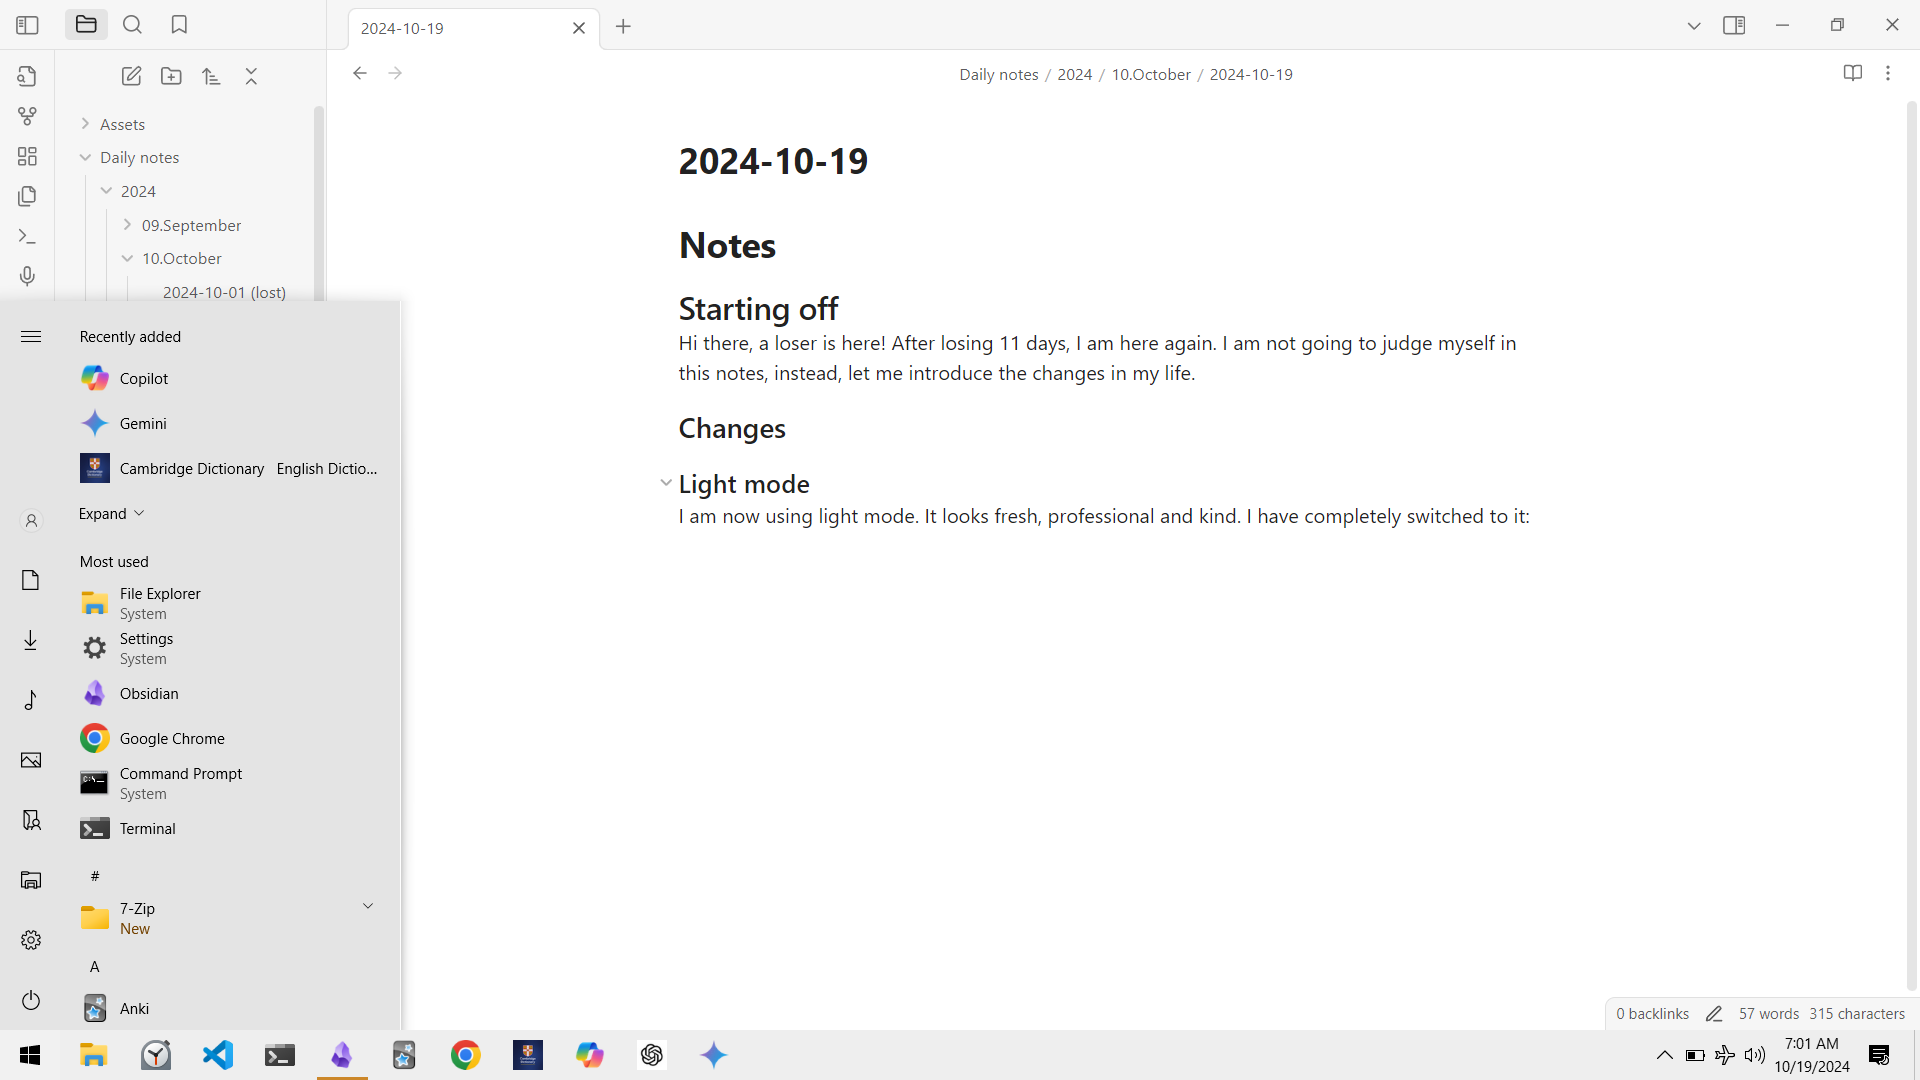 2024-10-19
Daily notes / 2024 / 10.October / 2024-10-19
Assets
Daily notes
2024
09.September
10.October
2024-10-01 (lost)
2024-10-19
Notes
Starting off
Hi there, a loser is here! After losing 11 days, I am here again. I am not going to judge myself in
this notes, instead, let me introduce the changes in my life.
Changes
Light mode
I am now using light mode. It looks fresh, professional and kind. I have completely switched to it:
Recently added
Copilot
Gemini
Cambridge Dictionary English Dictio...
Expand
Most used
File Explorer
System
Settings
System
Obsidian
Google Chrome
Command Prompt
System
Terminal
#
7-Zip
New
A
Anki
0 backlinks 57 words 315 characters
7:01 AM
10/19/2024